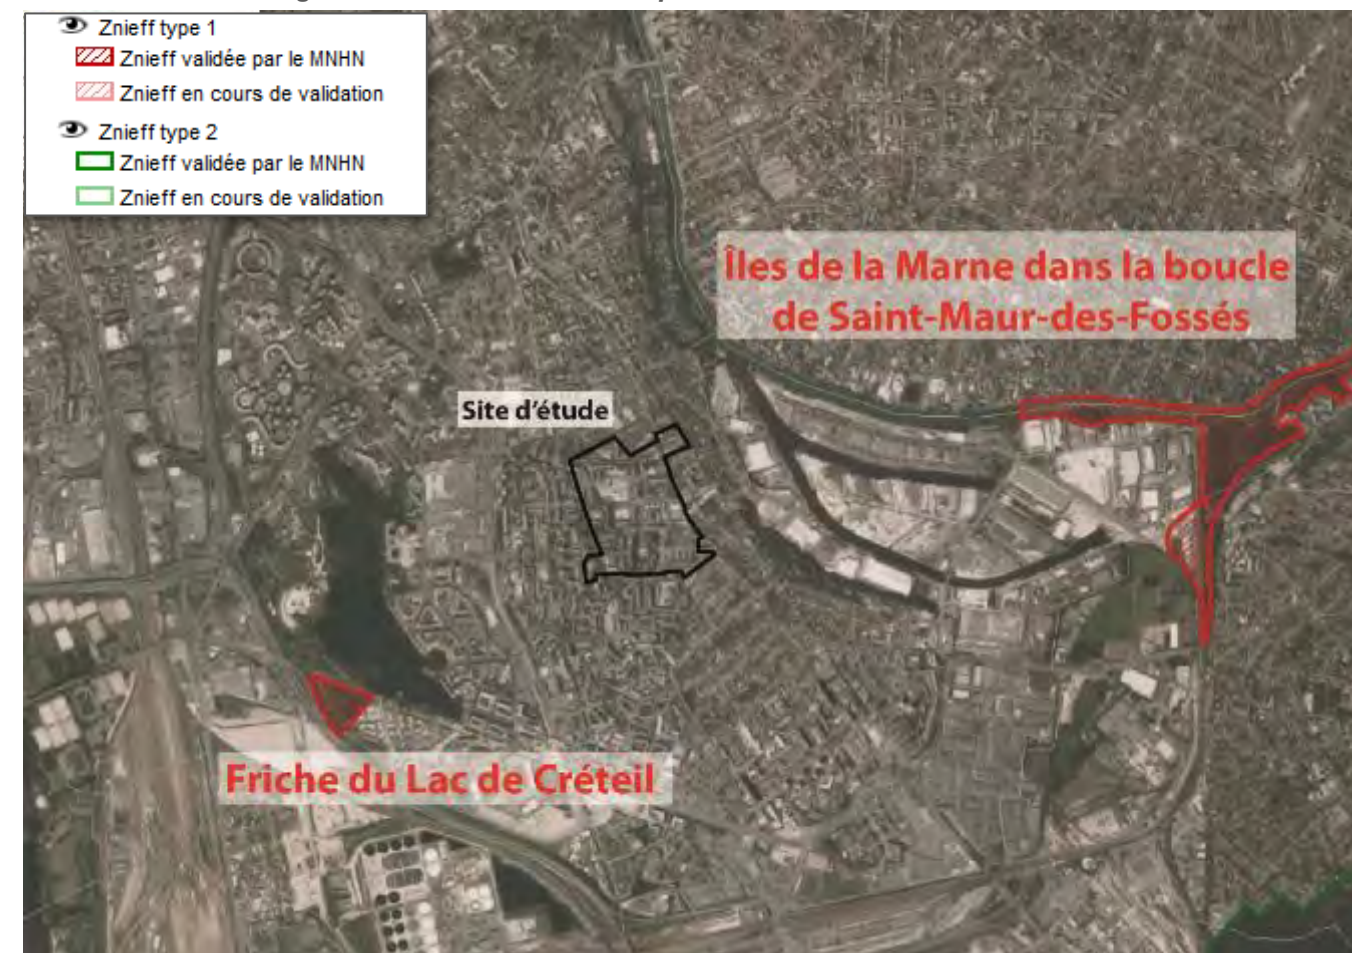 Znieff type 1
Znieff validée par le MNHN
Znieff en cours de validation
Znieff type 2
Znieff validée par le MNHN
Znieff en cours de validation
Îles de la Marne dans la boucle
de Saint-Maur-des-Fossés
Site d'étude
Friche du Lac de Créteil